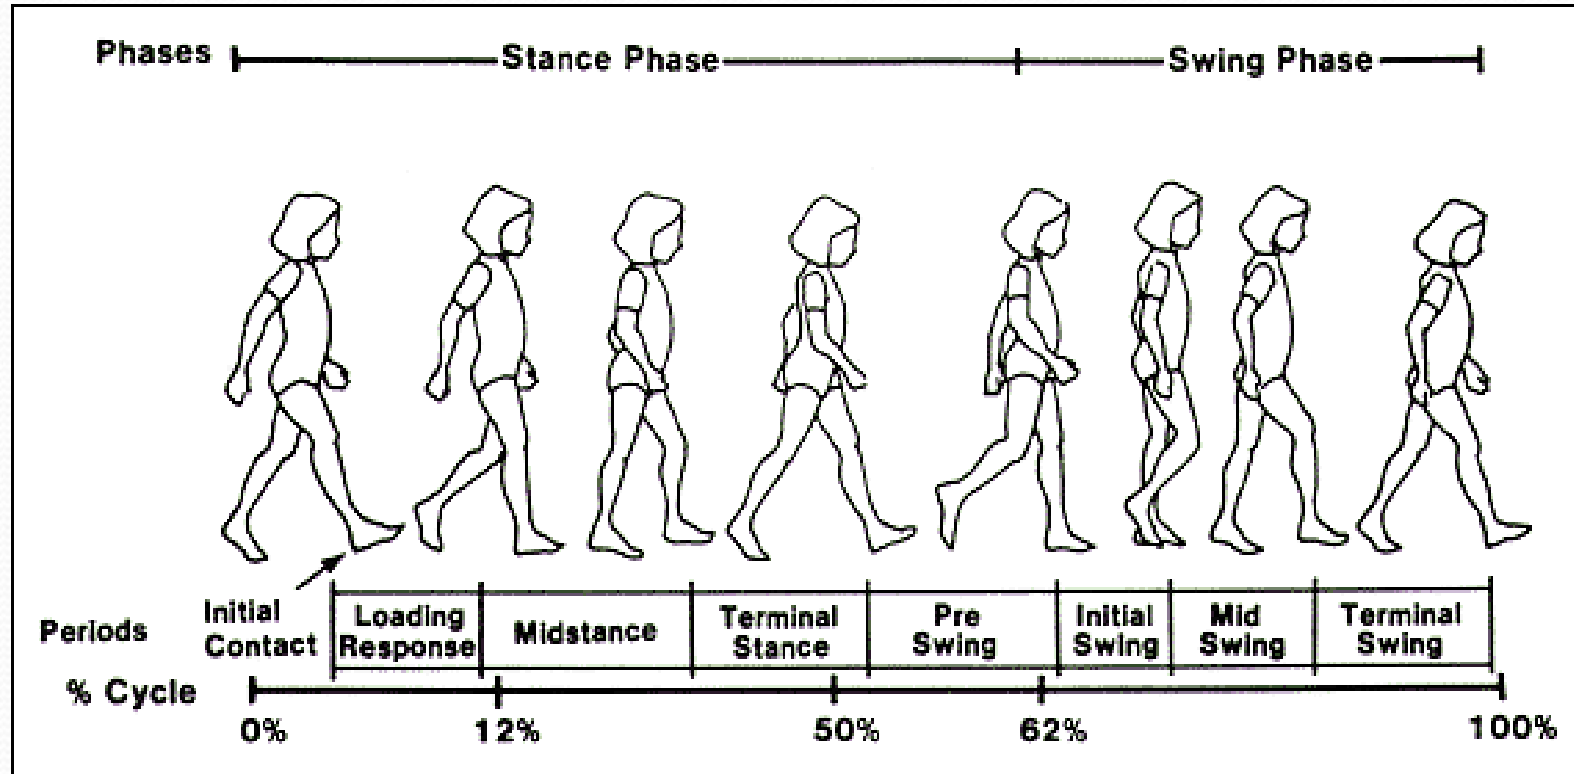 Phases Stance Phase Swing Phase
Initial Contact
Loading Response
Midstance
Terminal Stance
Pre Swing
Initial Swing
Mid Swing
Terminal Swing
Periods
% Cycle
0% 12% 50% 62% 100%